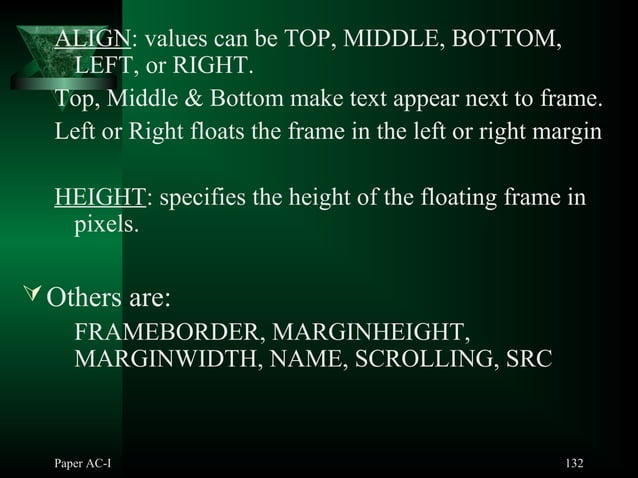 ALIGN: values can be TOP, MIDDLE, BOTTOM,
LEFT, or RIGHT.
Top, Middle & Bottom make text appear next to frame.
Left or Right floats the frame in the left or right margin
HEIGHT: specifies the height of the floating frame in
pixels.
Others are:
FRAMEBORDER, MARGINHEIGHT,
MARGINWIDTH, NAME, SCROLLING, SRC
Paper AC-I 132